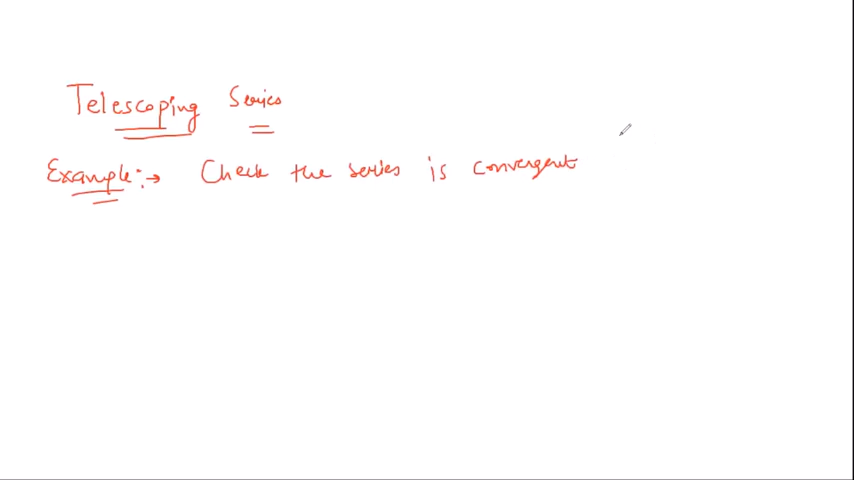 Telescoping Series
Example:→ Check the series is convergent